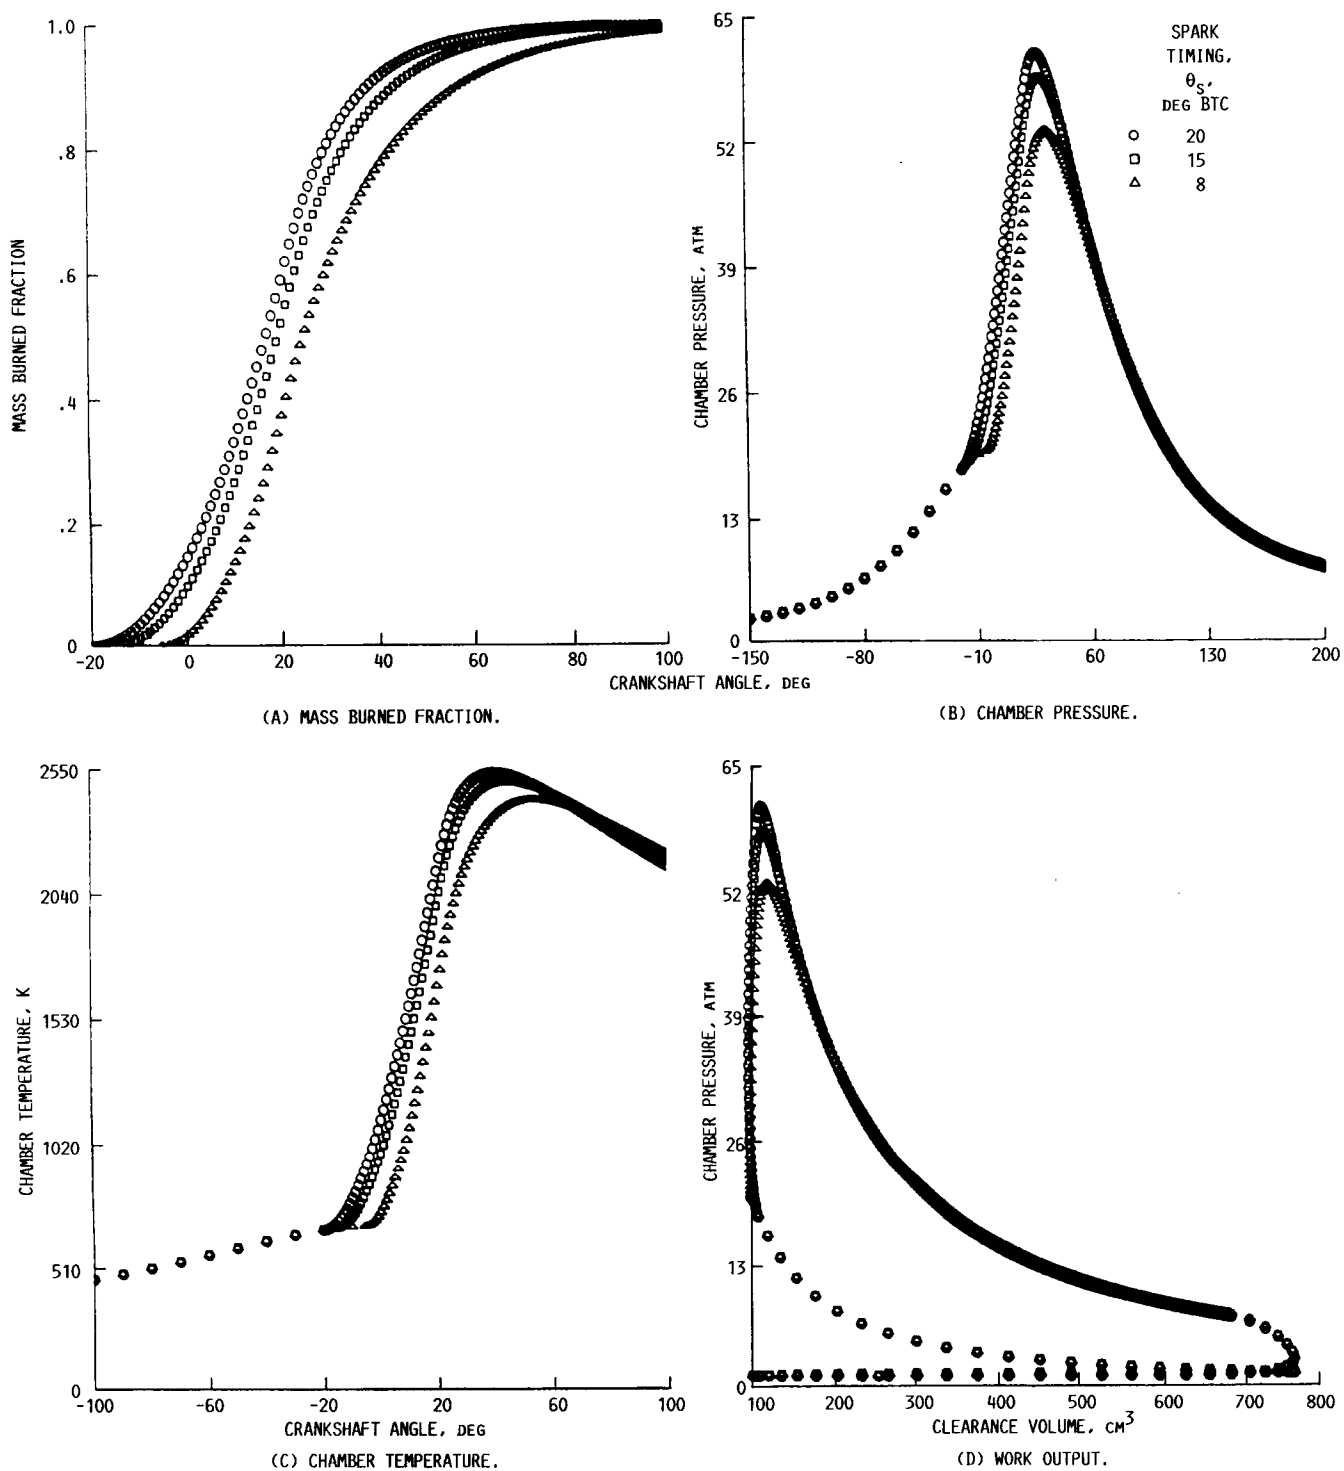 1.0
.8
.6
.4
.2
0
MASS BURNED FRACTION
-20 0 20 40 60 80 100
(A) MASS BURNED FRACTION.
65
52
39
26
13
0
CHAMBER PRESSURE, ATM
SPARK
TIMING,
θS,
DEG BTC
20
15
8
-150 -80 -10 60 130 200
CRANKSHAFT ANGLE, DEG
(B) CHAMBER PRESSURE.
2550
2040
1530
1020
510
0
CHAMBER TEMPERATURE, K
-100 -60 -20 20 60 100
CRANKSHAFT ANGLE, DEG
(C) CHAMBER TEMPERATURE.
65
52
39
26
13
0
CHAMBER PRESSURE, ATM
100 200 300 400 500 600 700 800
CLEARANCE VOLUME, CM3
(D) WORK OUTPUT.